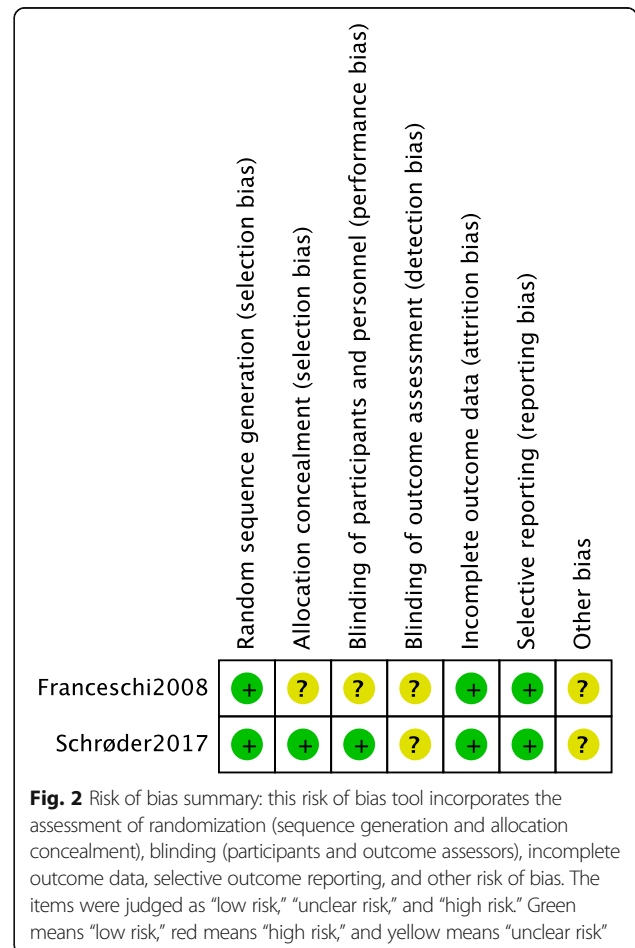 Random sequence generation (selection bias)
Allocation concealment (selection bias)
Blinding of participants and personnel (performance bias)
Blinding of outcome assessment (detection bias)
Incomplete outcome data (attrition bias)
Selective reporting (reporting bias)
Other bias
Franceschi2008 + ? ? ? + + ?
Schrøder2017 + + + ? + + ?
Fig. 2 Risk of bias summary: this risk of bias tool incorporates the
assessment of randomization (sequence generation and allocation
concealment), blinding (participants and outcome assessors), incomplete
outcome data, selective outcome reporting, and other risk of bias. The
items were judged as “low risk,” “unclear risk,” and “high risk.” Green
means “low risk,” red means “high risk,” and yellow means “unclear risk”